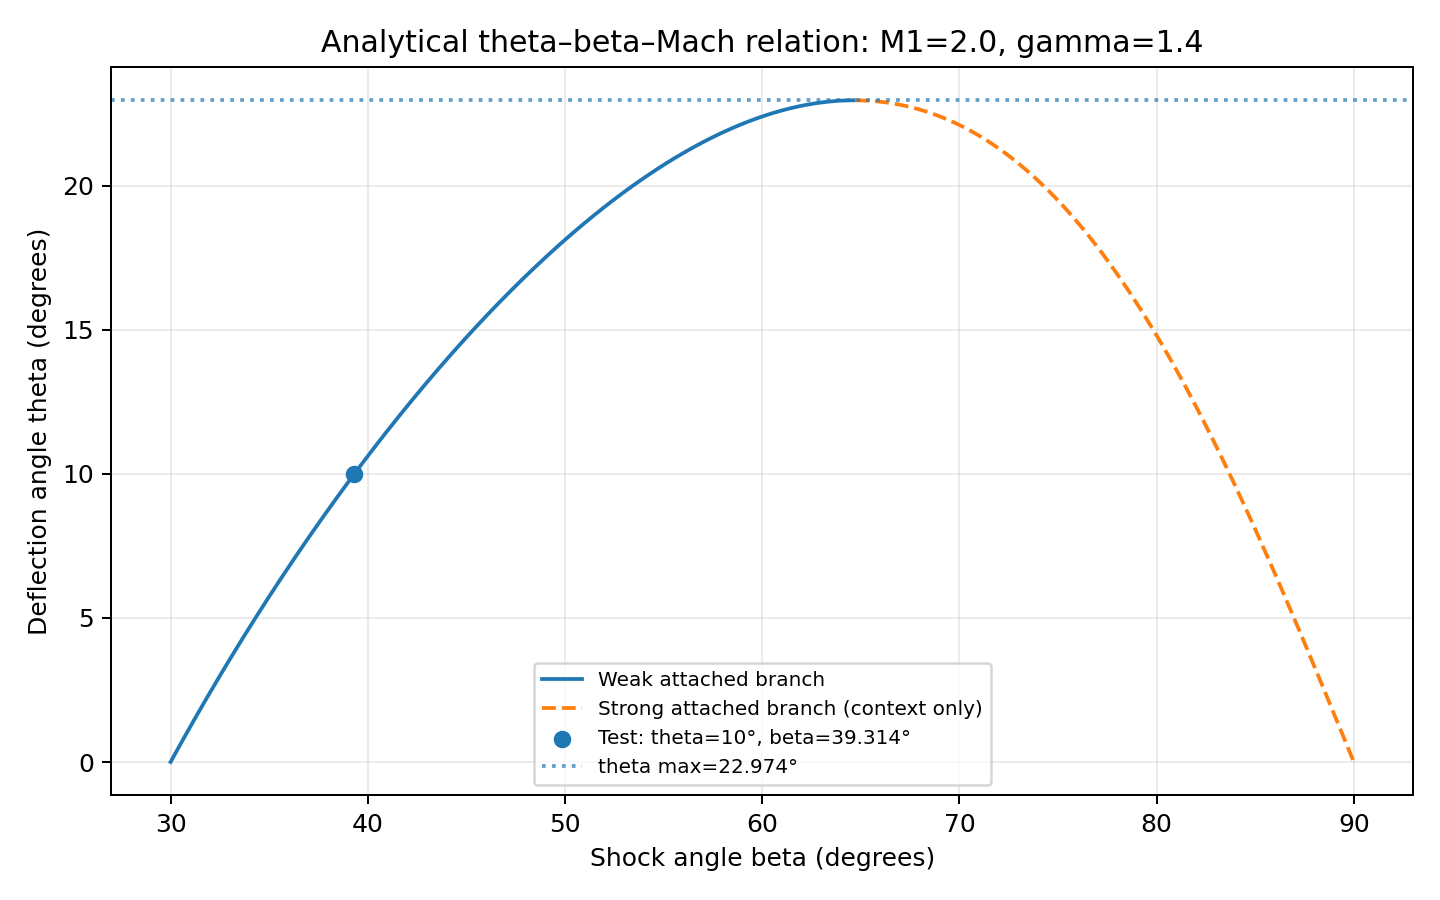 Analytical theta–beta–Mach relation: M1=2.0, gamma=1.4
Deflection angle theta (degrees)
20
15
10
5
0
Weak attached branch
Strong attached branch (context only)
Test: theta=10°, beta=39.314°
theta max=22.974°
30 40 50 60 70 80 90
Shock angle beta (degrees)